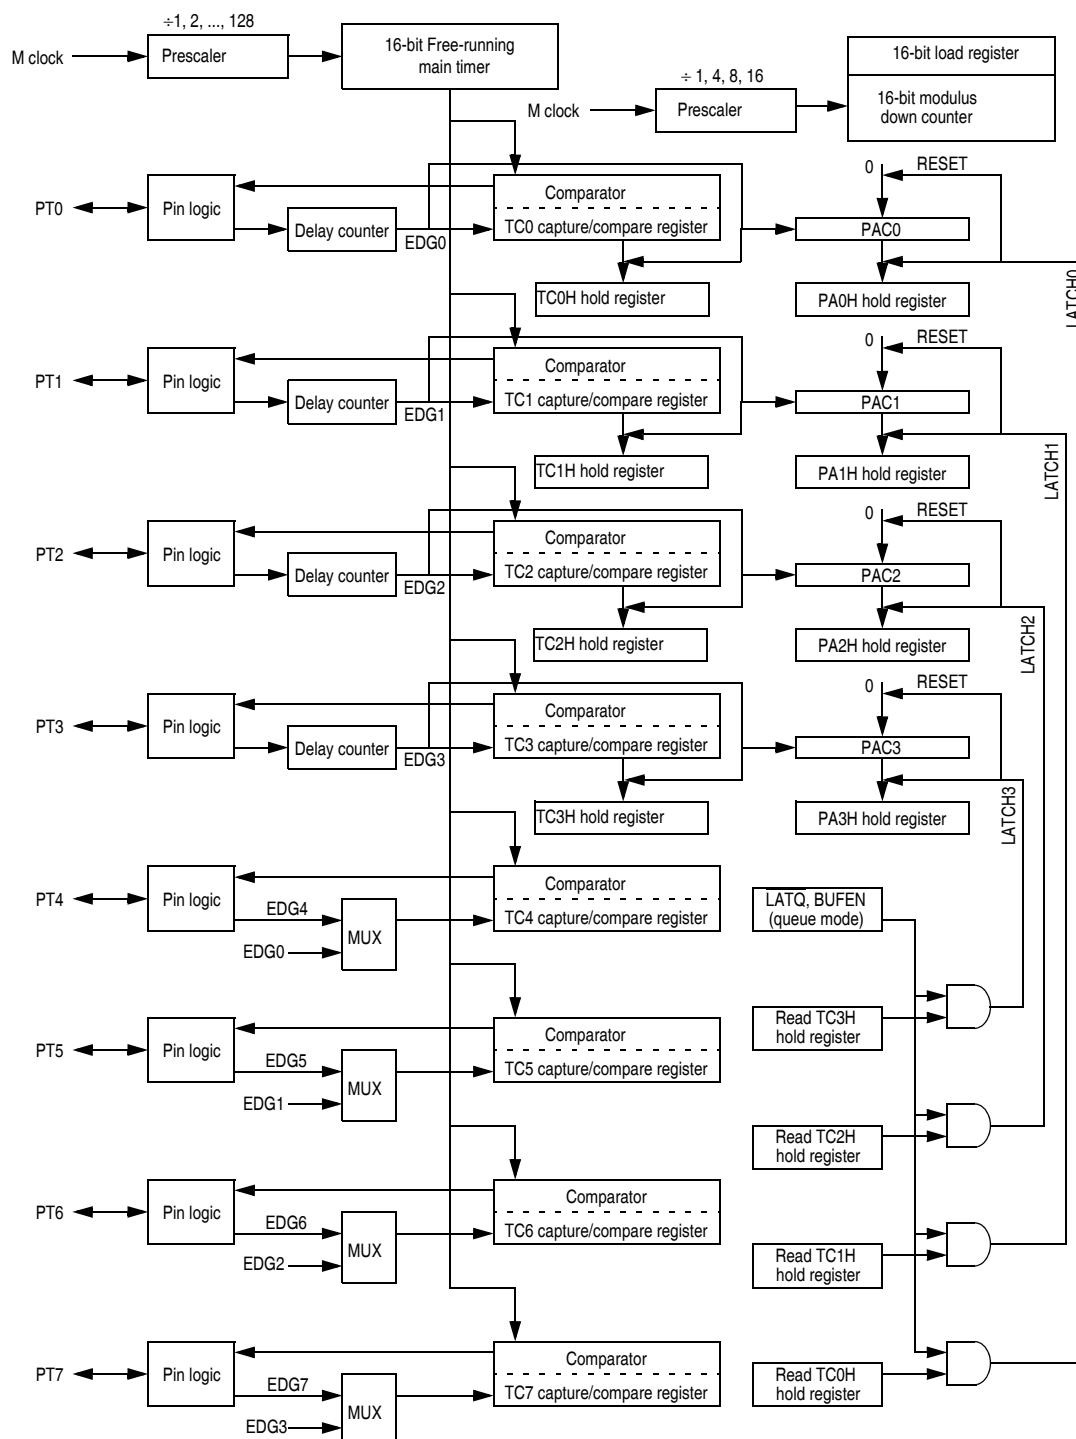 ÷1, 2, ..., 128
M clock
Prescaler
16-bit Free-running
main timer
16-bit load register
16-bit modulus
down counter
÷ 1, 4, 8, 16
M clock
Prescaler
PT0
Pin logic
Delay counter
EDG0
Comparator
TC0 capture/compare register
TC0H hold register
0
RESET
PAC0
PA0H hold register
LATCH0
PT1
Pin logic
Delay counter
EDG1
Comparator
TC1 capture/compare register
TC1H hold register
0
RESET
PAC1
PA1H hold register
LATCH1
PT2
Pin logic
Delay counter
EDG2
Comparator
TC2 capture/compare register
TC2H hold register
0
RESET
PAC2
PA2H hold register
LATCH2
PT3
Pin logic
Delay counter
EDG3
Comparator
TC3 capture/compare register
TC3H hold register
0
RESET
PAC3
PA3H hold register
LATCH3
PT4
Pin logic
EDG4
EDG0
MUX
Comparator
TC4 capture/compare register
LATQ, BUFEN
(queue mode)
Read TC3H
hold register
PT5
Pin logic
EDG5
EDG1
MUX
Comparator
TC5 capture/compare register
Read TC2H
hold register
PT6
Pin logic
EDG6
EDG2
MUX
Comparator
TC6 capture/compare register
Read TC1H
hold register
PT7
Pin logic
EDG7
EDG3
MUX
Comparator
TC7 capture/compare register
Read TC0H
hold register